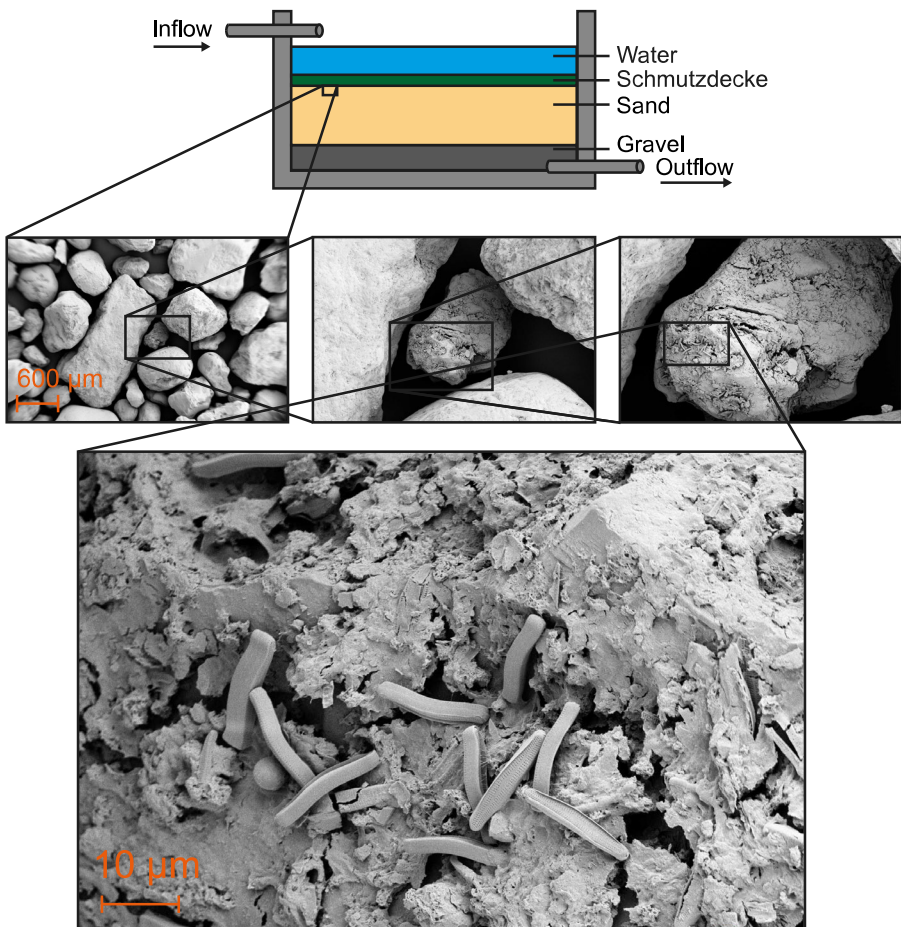 Inflow
Water
Schmutzdecke
Sand
Gravel
Outflow
600 µm
10 µm